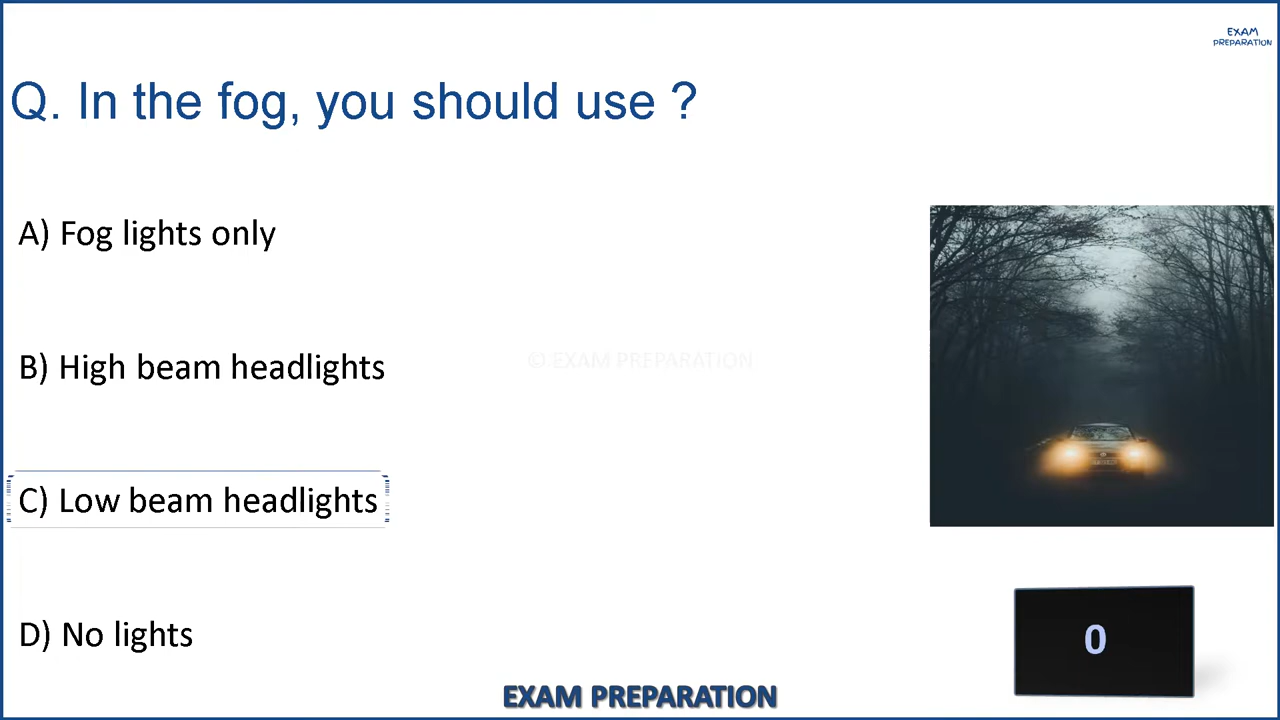 EXAM
PREPARATION
Q. In the fog, you should use ?
A) Fog lights only
B) High beam headlights
© EXAM PREPARATION
C) Low beam headlights
D) No lights
0
EXAM PREPARATION